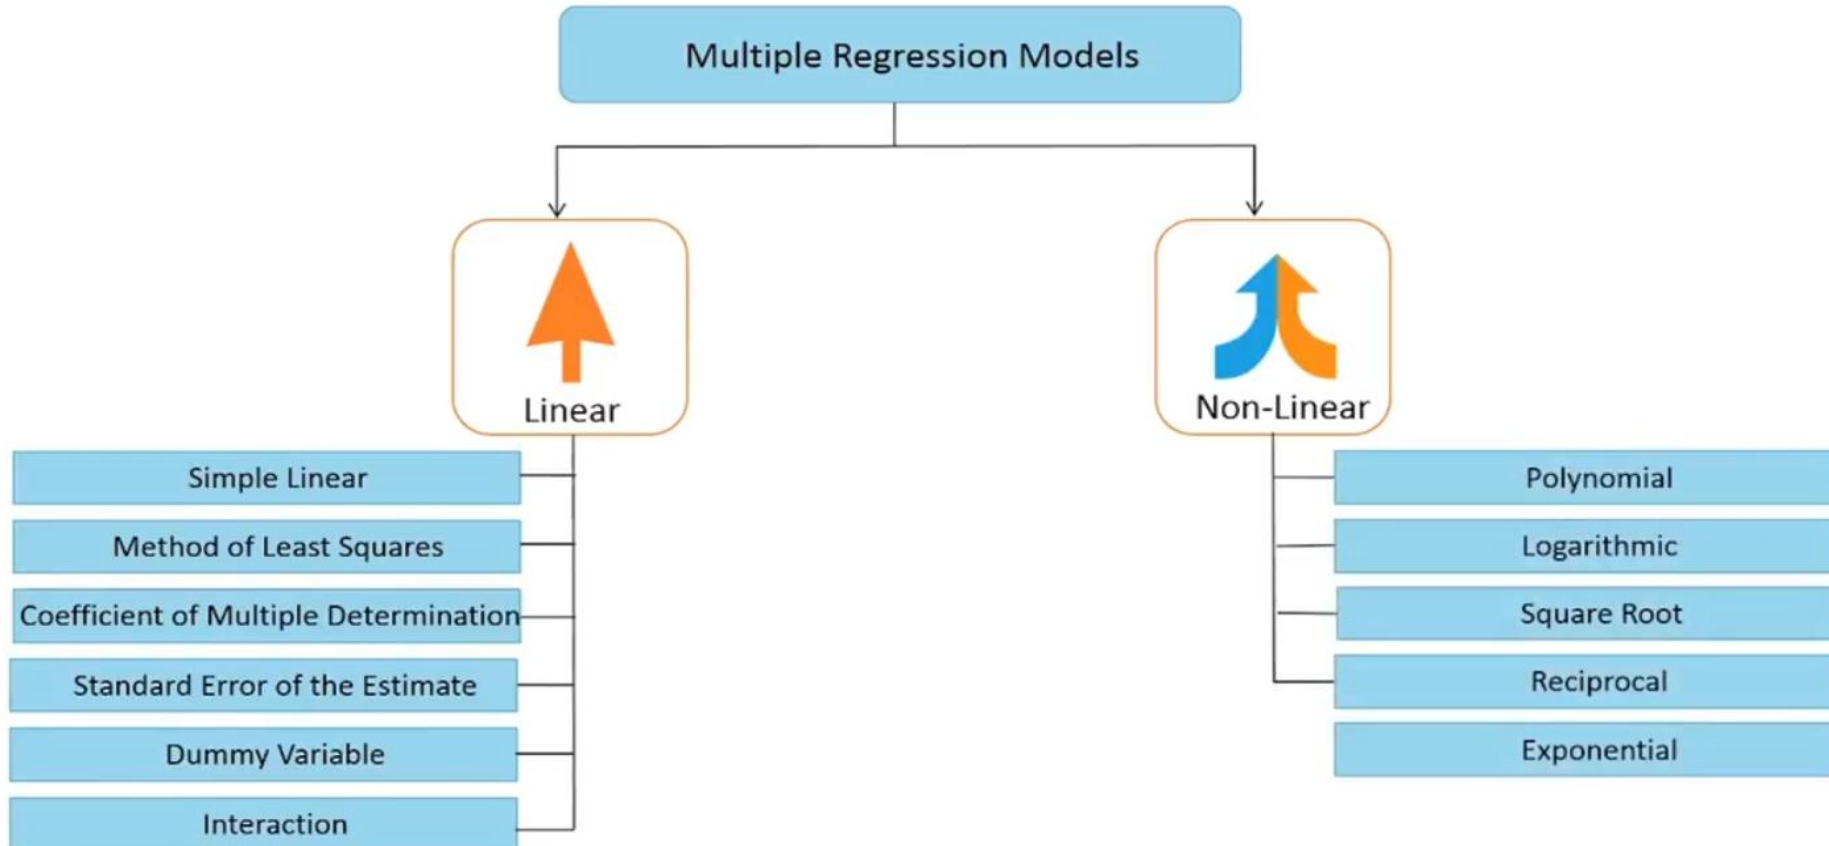 Multiple Regression Models
Linear
Non-Linear
Simple Linear
Method of Least Squares
Coefficient of Multiple Determination
Standard Error of the Estimate
Dummy Variable
Interaction
Polynomial
Logarithmic
Square Root
Reciprocal
Exponential